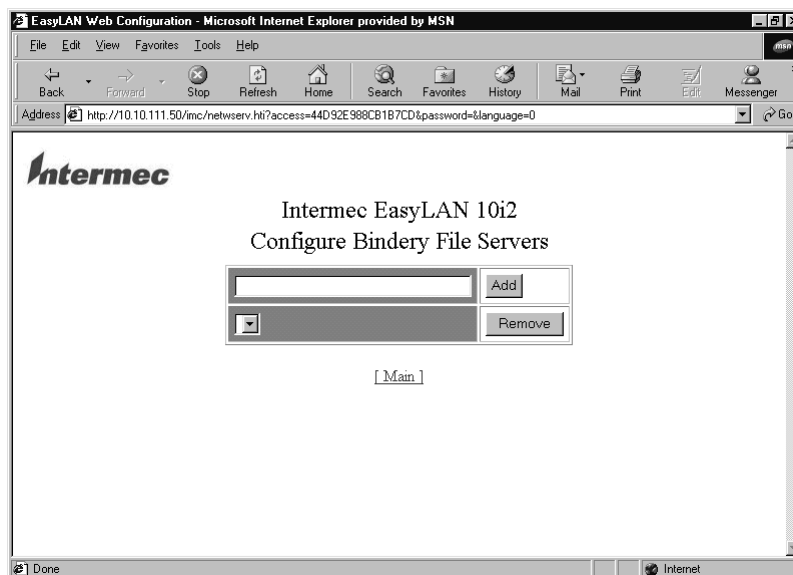 EasyLAN Web Configuration - Microsoft Internet Explorer provided by MSN
File Edit View Favorites Tools Help
msn
Back Forward Stop Refresh Home Search Favorites History Mail Print Edit Messenger
Address http://10.10.111.50/imc/netwserv.hti?access=44D92E988CB1B7CD&password=&language=0 Go
Intermec
Intermec EasyLAN 10i2
Configure Bindery File Servers
Add
Remove
[ Main ]
Done Internet